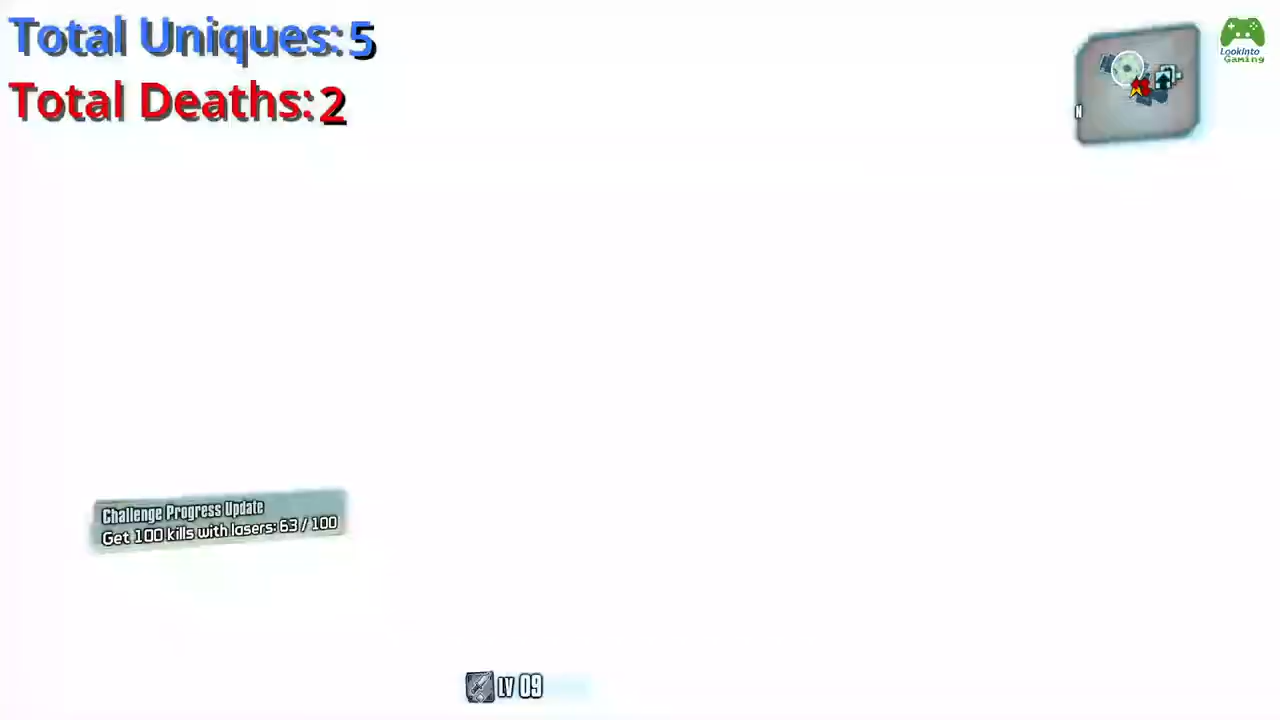 Total Uniques: 5
Total Deaths: 2
LookInto
Gaming
N
Challenge Progress Update
Get 100 kills with lasers: 63 / 100
LV 09